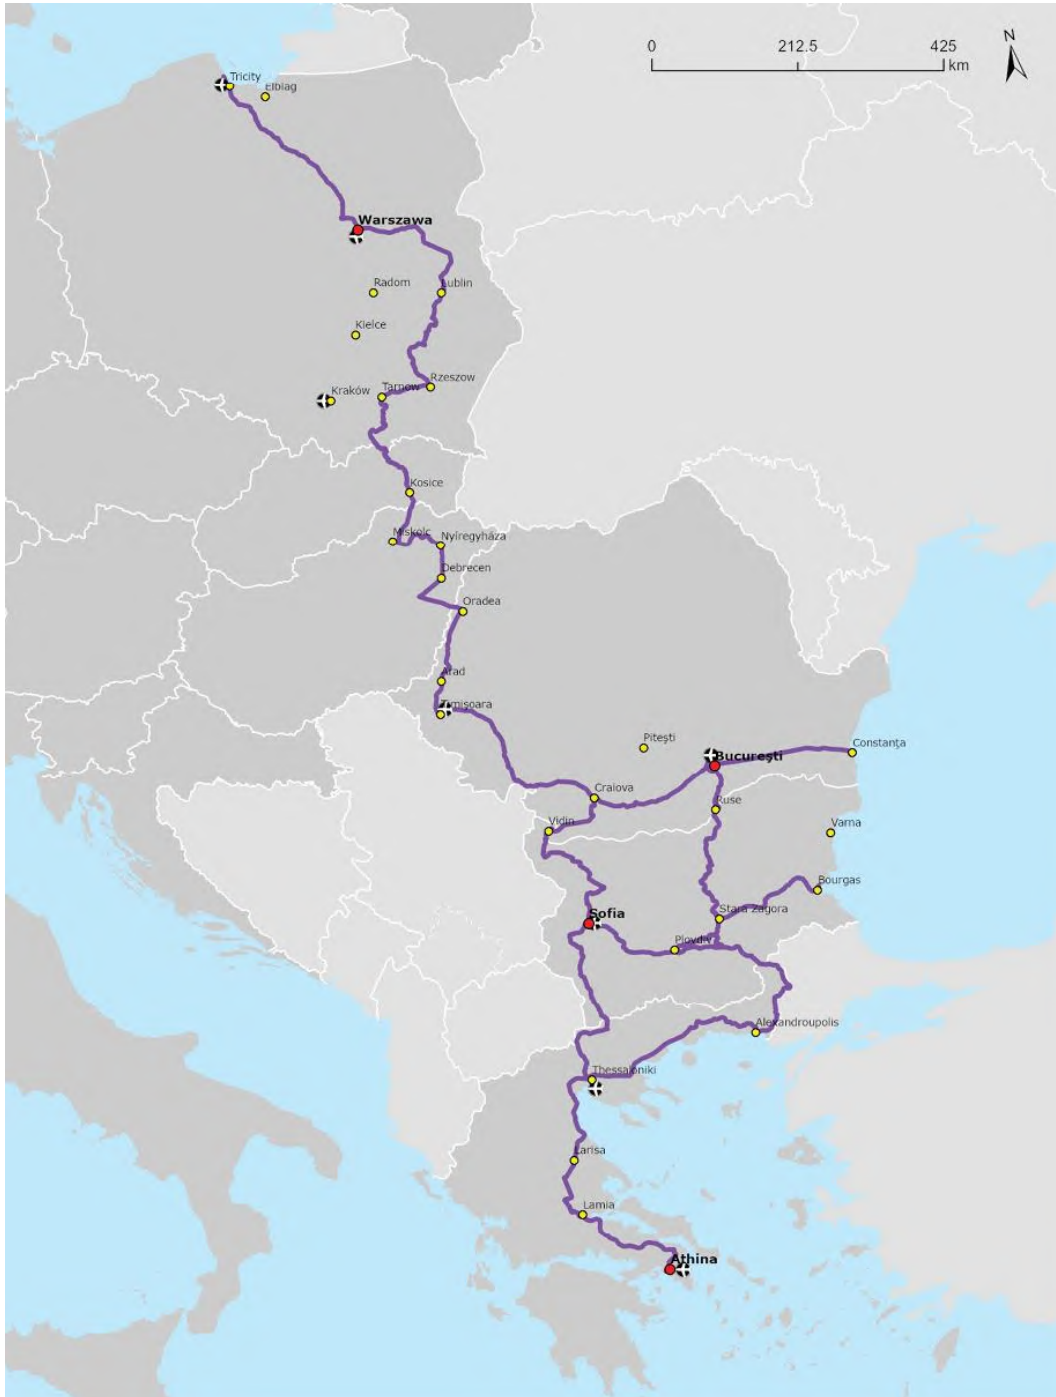 N
0 212.5 425
km
Tricity
Elbląg
Warszawa
Radom
Lublin
Kielce
Rzeszow
Kraków
Tarnow
Kosice
Miskolc
Nyíregyháza
Debrecen
Oradea
Arad
Timișoara
Pitești
București
Constanța
Craiova
Ruse
Vidin
Varna
Bourgas
Sofia
Stara Zagora
Plovdiv
Alexandroupolis
Thessaloniki
Larisa
Lamia
Athina